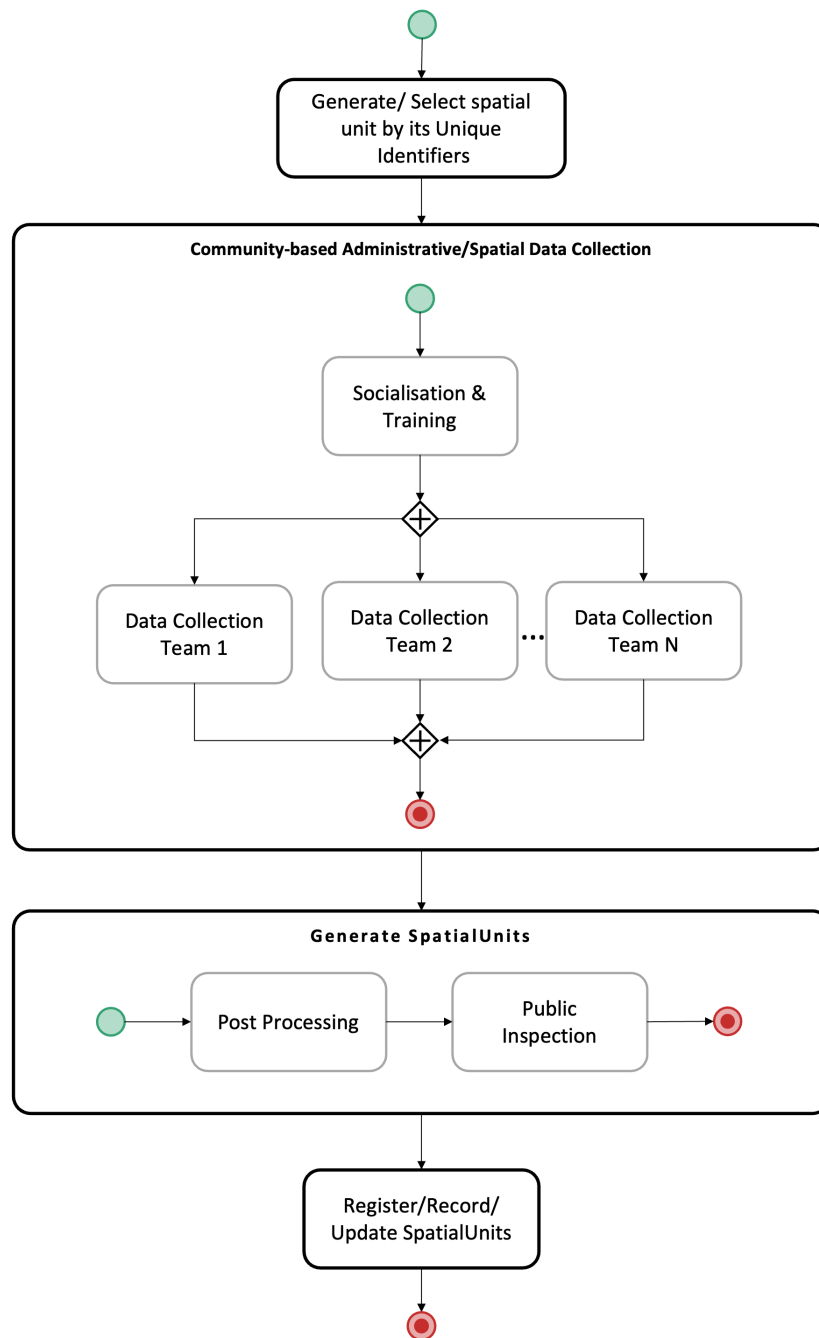 Generate/ Select spatial
unit by its Unique
Identifiers
Community-based Administrative/Spatial Data Collection
Socialisation &
Training
Data Collection
Team 1
Data Collection
Team 2
...
Data Collection
Team N
Generate SpatialUnits
Post Processing
Public
Inspection
Register/Record/
Update SpatialUnits